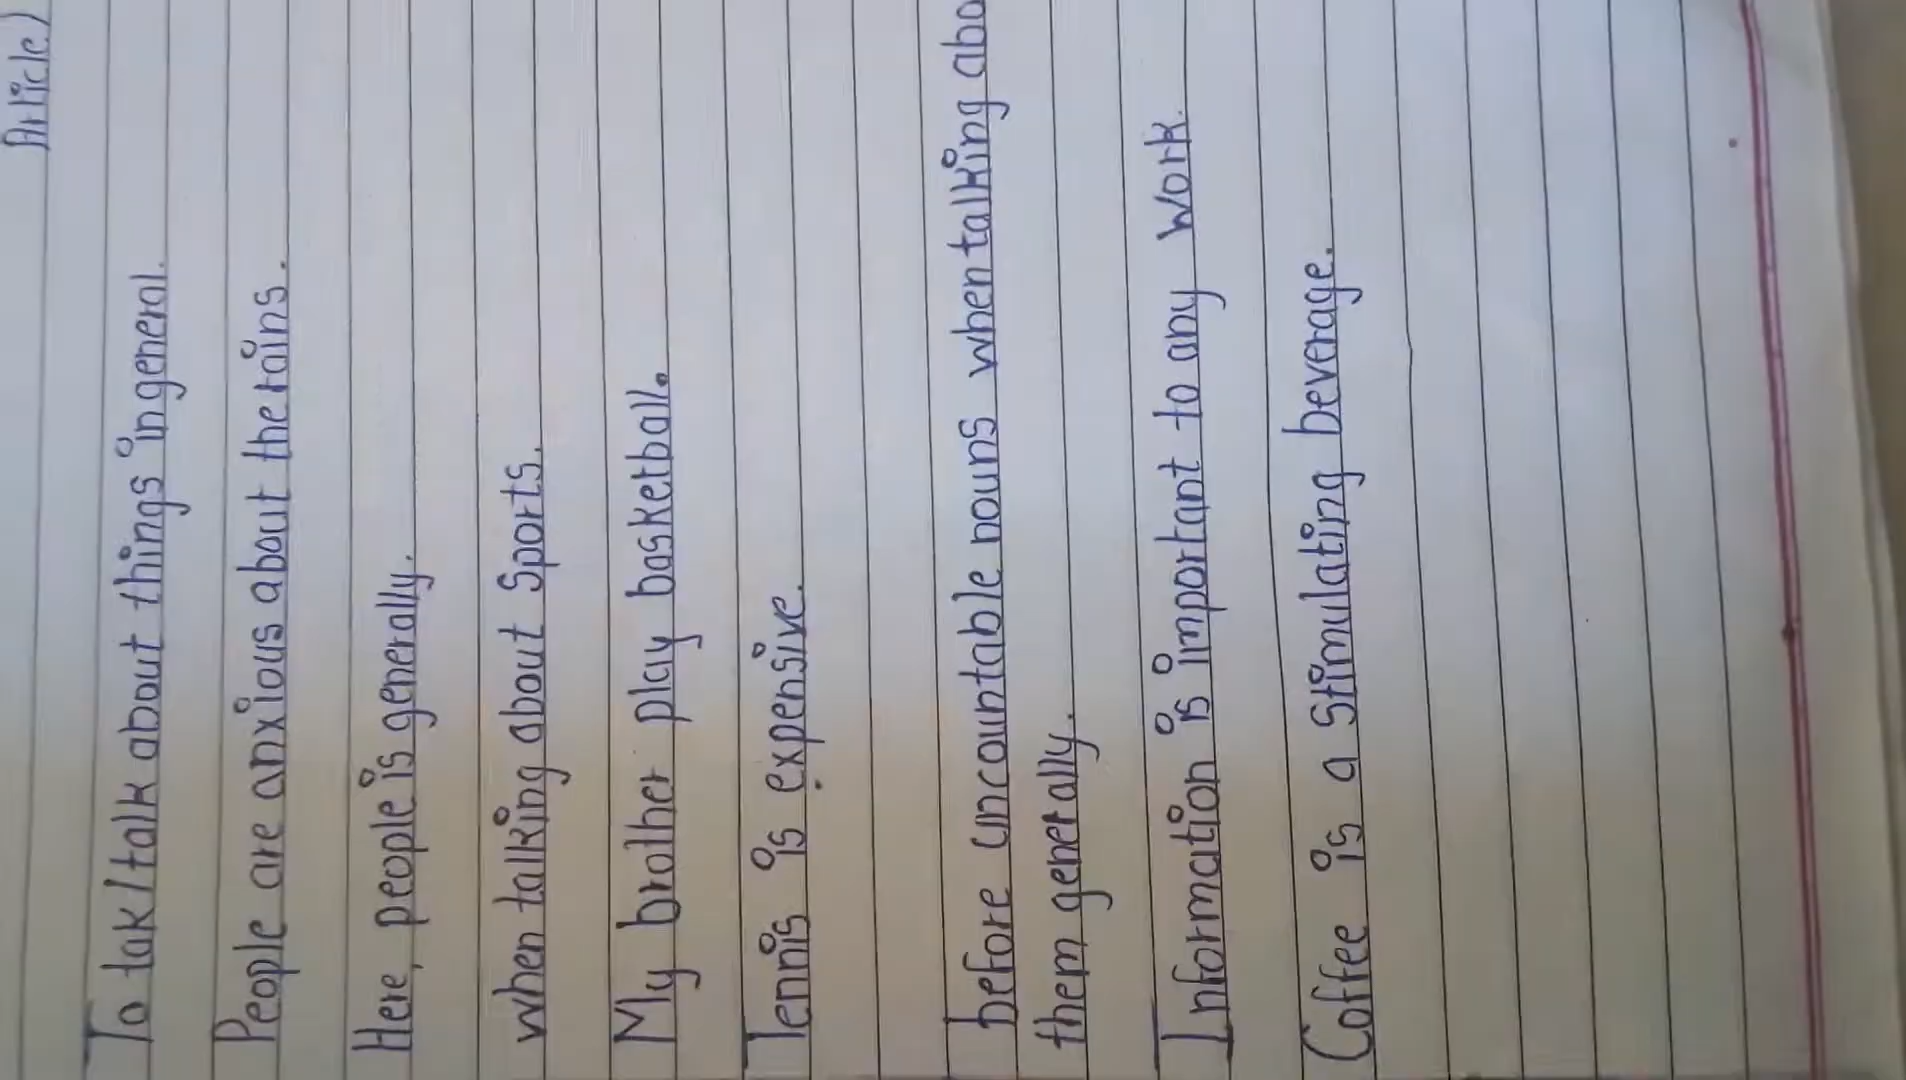 Article)
To tak/talk about things in general.
People are anxious about the rains.
Here, people is generally.
when talking about Sports.
My brother play basketball.
Tennis is expensive.
before uncountable nouns when talking abo
them generally.
Information is important to any work.
Coffee is a stimulating beverage.